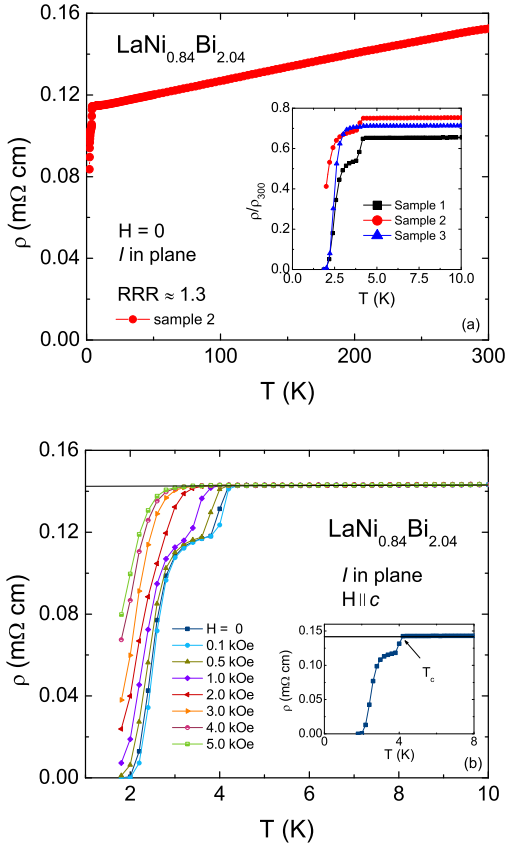 0.16
0.12
0.08
0.04
0.00
ρ (mΩ cm)
LaNi0.84Bi2.04
H = 0
I in plane
RRR ≈ 1.3
sample 2
0.8
0.6
0.4
0.2
0.0
ρ/ρ300
Sample 1
Sample 2
Sample 3
0.0 2.5 5.0 7.5 10.0
T (K)
(a)
0 100 200 300
T (K)
0.16
0.12
0.08
0.04
0.00
ρ (mΩ cm)
LaNi0.84Bi2.04
I in plane
H || c
H = 0
0.1 kOe
0.5 kOe
1.0 kOe
2.0 kOe
3.0 kOe
4.0 kOe
5.0 kOe
0.15
0.10
0.05
0.00
ρ (mΩ cm)
Tc
0 4 8
T (K)
(b)
2 4 6 8 10
T (K)